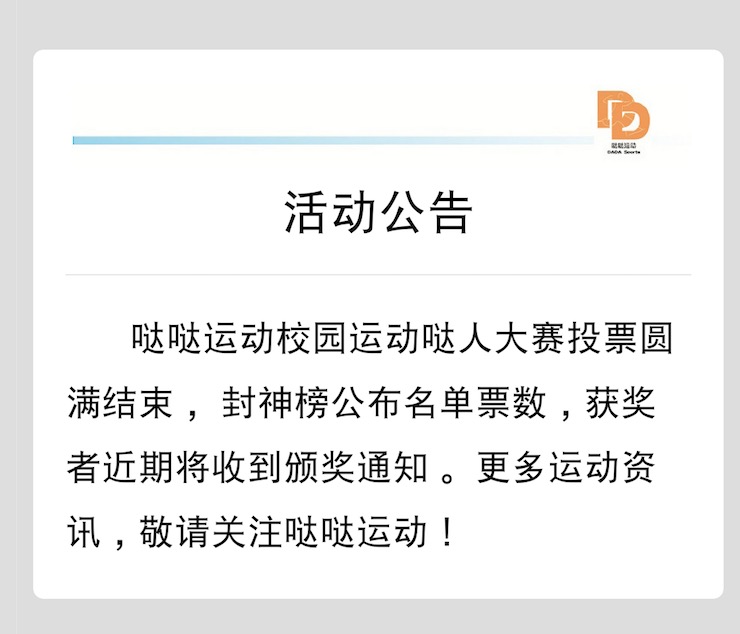 哒哒运动
DADA Sports
活动公告
哒哒运动校园运动哒人大赛投票圆
满结束，封神榜公布名单票数，获奖
者近期将收到颁奖通知。更多运动资
讯，敬请关注哒哒运动！